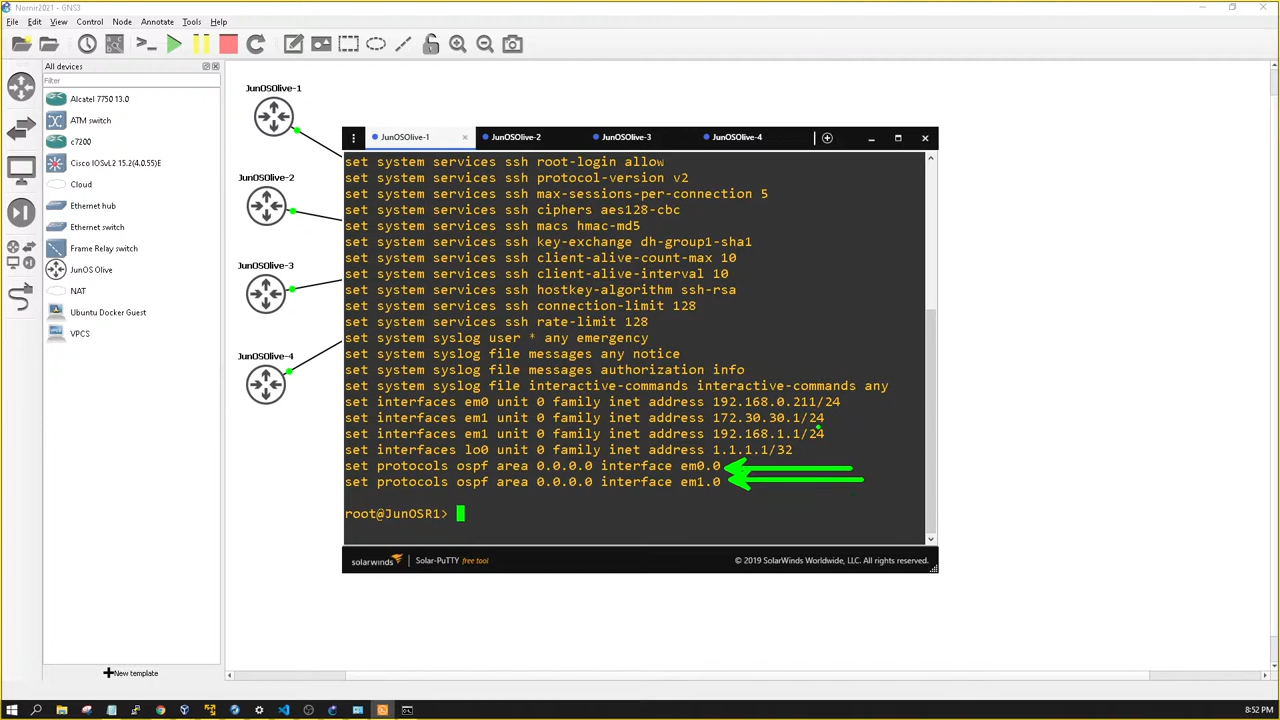 Nornir2021 - GNS3
File Edit View Control Node Annotate Tools Help
All devices
Filter
Alcatel 7750 13.0
ATM switch
c7200
Cisco IOSvL2 15.2(4.0.55)E
Cloud
Ethernet hub
Ethernet switch
Frame Relay switch
JunOS Olive
NAT
Ubuntu Docker Guest
VPCS
New template
JunOSOlive-1
JunOSOlive-2
JunOSOlive-3
JunOSOlive-4
JunOSOlive-1 JunOSOlive-2 JunOSOlive-3 JunOSOlive-4
set system services ssh root-login allow
set system services ssh protocol-version v2
set system services ssh max-sessions-per-connection 5
set system services ssh ciphers aes128-cbc
set system services ssh macs hmac-md5
set system services ssh key-exchange dh-group1-sha1
set system services ssh client-alive-count-max 10
set system services ssh client-alive-interval 10
set system services ssh hostkey-algorithm ssh-rsa
set system services ssh connection-limit 128
set system services ssh rate-limit 128
set system syslog user * any emergency
set system syslog file messages any notice
set system syslog file messages authorization info
set system syslog file interactive-commands interactive-commands any
set interfaces em0 unit 0 family inet address 192.168.0.211/24
set interfaces em1 unit 0 family inet address 172.30.30.1/24
set interfaces em1 unit 0 family inet address 192.168.1.1/24
set interfaces lo0 unit 0 family inet address 1.1.1.1/32
set protocols ospf area 0.0.0.0 interface em0.0
set protocols ospf area 0.0.0.0 interface em1.0
root@JunOSR1>
solarwinds Solar-PuTTY free tool © 2019 SolarWinds Worldwide, LLC. All rights reserved.
8:52 PM